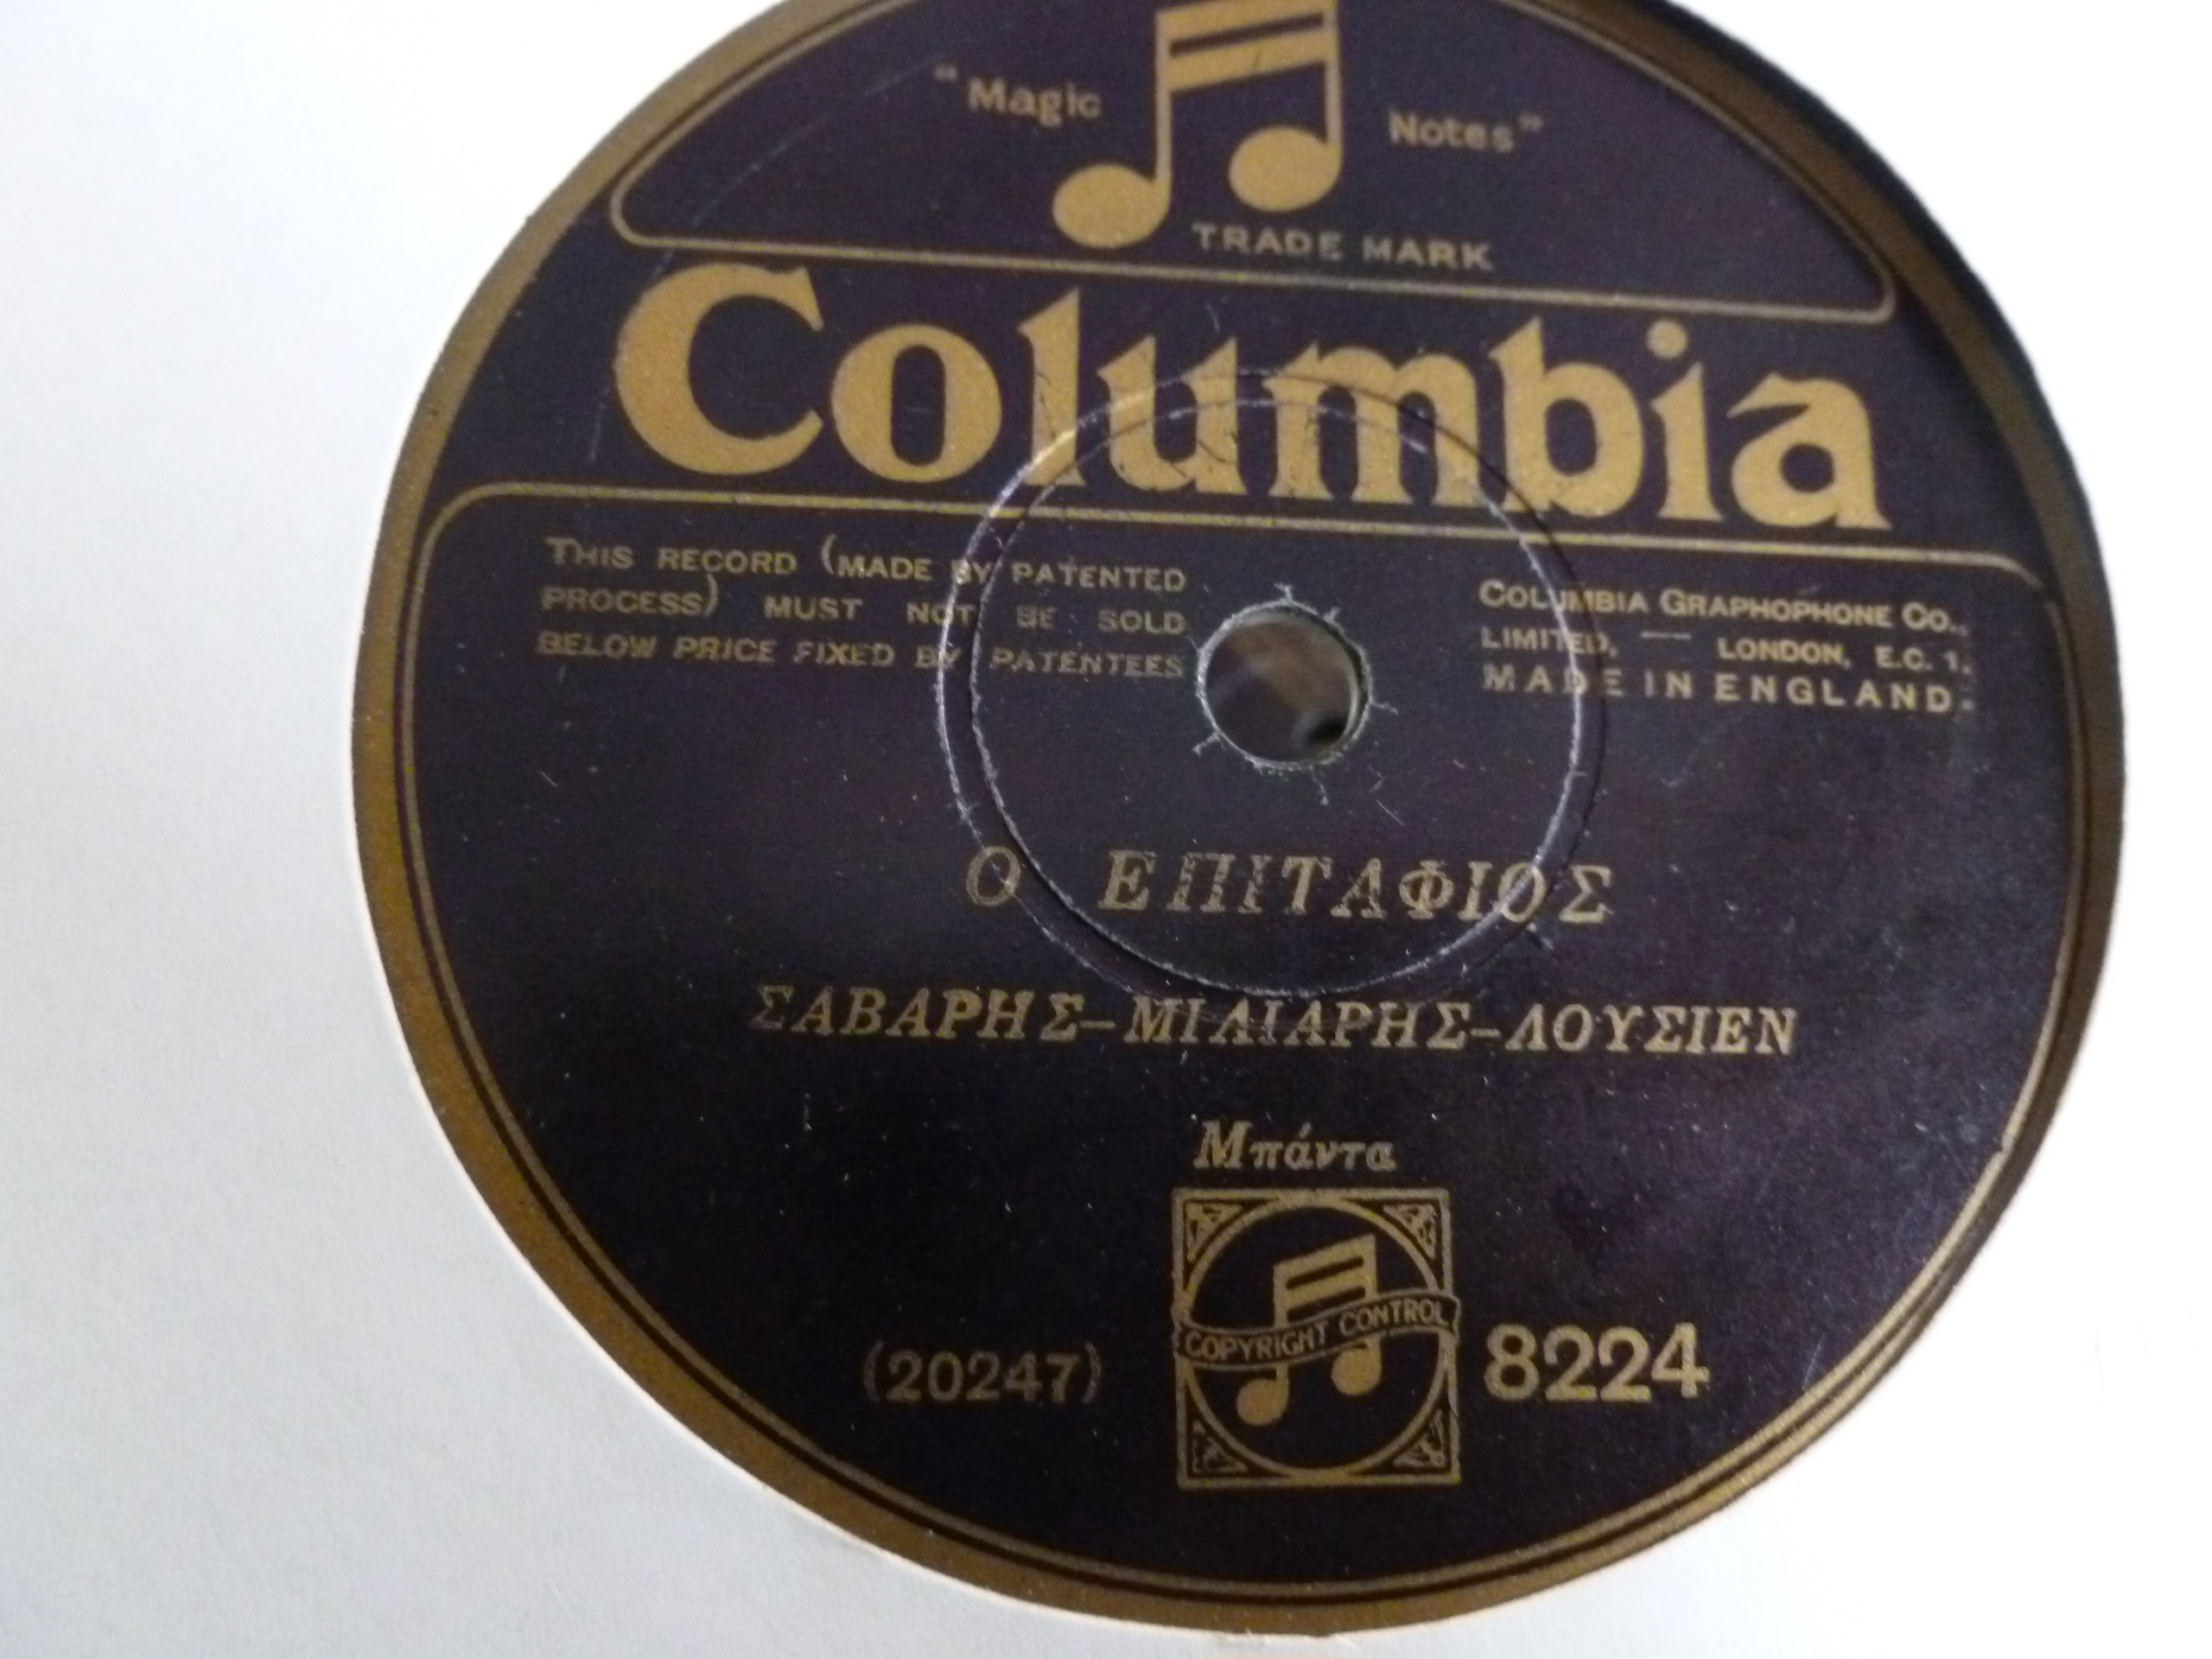 "Magic Notes"
TRADE MARK
Columbia
THIS RECORD (MADE BY PATENTED
PROCESS) MUST NOT BE SOLD
BELOW PRICE FIXED BY PATENTEES
COLUMBIA GRAPHOPHONE CO.,
LIMITED, — LONDON, E.C. 1.
MADE IN ENGLAND.
Ο ΕΠΙΤΑΦΙΟΣ
ΣΑΒΑΡΗΣ–ΜΙΛΙΑΡΗΣ–ΛΟΥΣΙΕΝ
Μπάντα
COPYRIGHT CONTROL
(20247)
8224